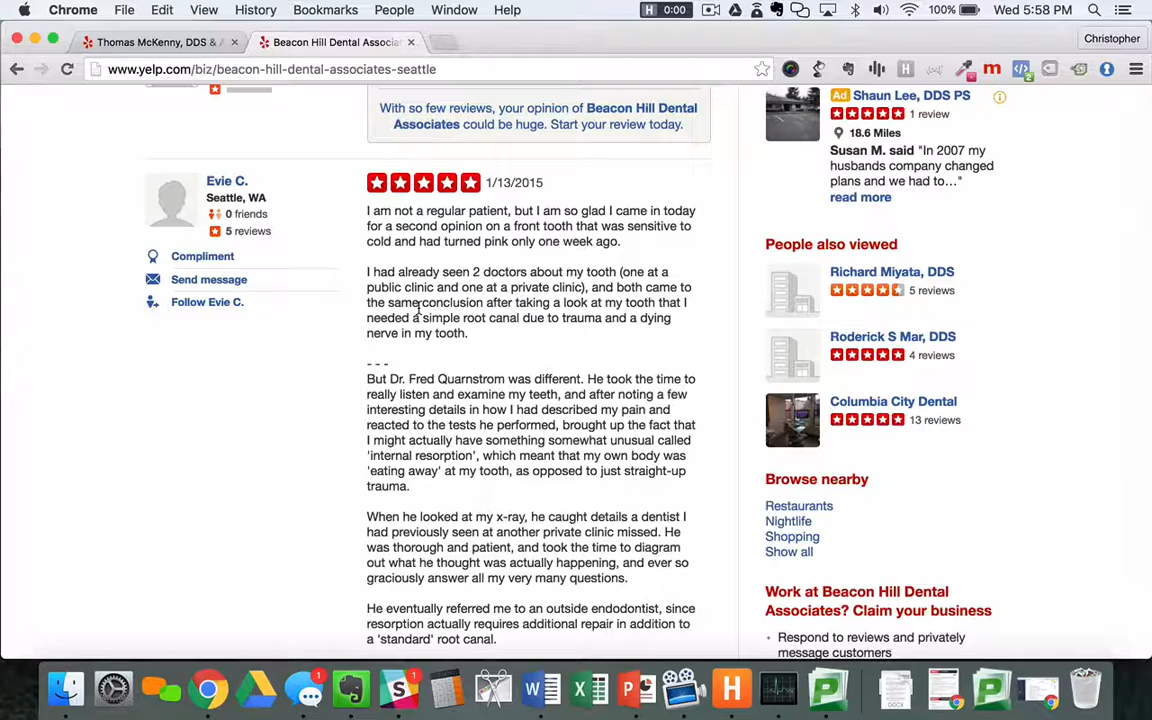 Chrome File Edit View History Bookmarks People Window Help
H 0:00 100% Wed 5:58 PM
Thomas McKenny, DDS & × Beacon Hill Dental Associa × Christopher
www.yelp.com/biz/beacon-hill-dental-associates-seattle
With so few reviews, your opinion of Beacon Hill Dental
Associates could be huge. Start your review today.
Evie C.
Seattle, WA
0 friends
5 reviews
Compliment
Send message
Follow Evie C.
1/13/2015
I am not a regular patient, but I am so glad I came in today
for a second opinion on a front tooth that was sensitive to
cold and had turned pink only one week ago.
I had already seen 2 doctors about my tooth (one at a
public clinic and one at a private clinic), and both came to
the same conclusion after taking a look at my tooth that I
needed a simple root canal due to trauma and a dying
nerve in my tooth.
- - -
But Dr. Fred Quarnstrom was different. He took the time to
really listen and examine my teeth, and after noting a few
interesting details in how I had described my pain and
reacted to the tests he performed, brought up the fact that
I might actually have something somewhat unusual called
'internal resorption', which meant that my own body was
'eating away' at my tooth, as opposed to just straight-up
trauma.
When he looked at my x-ray, he caught details a dentist I
had previously seen at another private clinic missed. He
was thorough and patient, and took the time to diagram
out what he thought was actually happening, and ever so
graciously answer all my very many questions.
He eventually referred me to an outside endodontist, since
resorption actually requires additional repair in addition to
a 'standard' root canal.
Ad Shaun Lee, DDS PS
1 review
18.6 Miles
Susan M. said "In 2007 my
husbands company changed
plans and we had to…"
read more
People also viewed
Richard Miyata, DDS
5 reviews
Roderick S Mar, DDS
4 reviews
Columbia City Dental
13 reviews
Browse nearby
Restaurants
Nightlife
Shopping
Show all
Work at Beacon Hill Dental
Associates? Claim your business
• Respond to reviews and privately
message customers